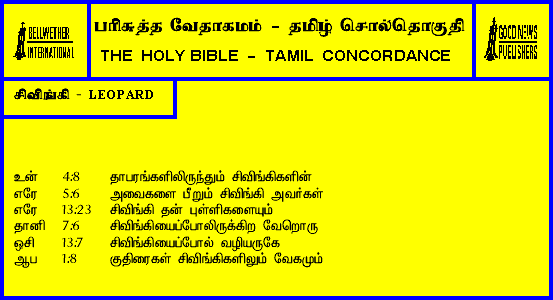 BELLWETHER
INTERNATIONAL
பரிசுத்த வேதாகமம் - தமிழ் சொல்தொகுதி
THE HOLY BIBLE - TAMIL CONCORDANCE
GOOD NEWS
PUBLISHERS
சிவிங்கி - LEOPARD
உன் 4:8 தாபரங்களிலிருந்தும் சிவிங்கிகளின்
எரே 5:6 அவைகளை பீறும் சிவிங்கி அவர்கள்
எரே 13:23 சிவிங்கி தன் புள்ளிகளையும்
தானி 7:6 சிவிங்கியைப்போலிருக்கிற வேறொரு
ஒசி 13:7 சிவிங்கியைப்போல் வழியருகே
ஆப 1:8 குதிரைகள் சிவிங்கிகளிலும் வேகமும்